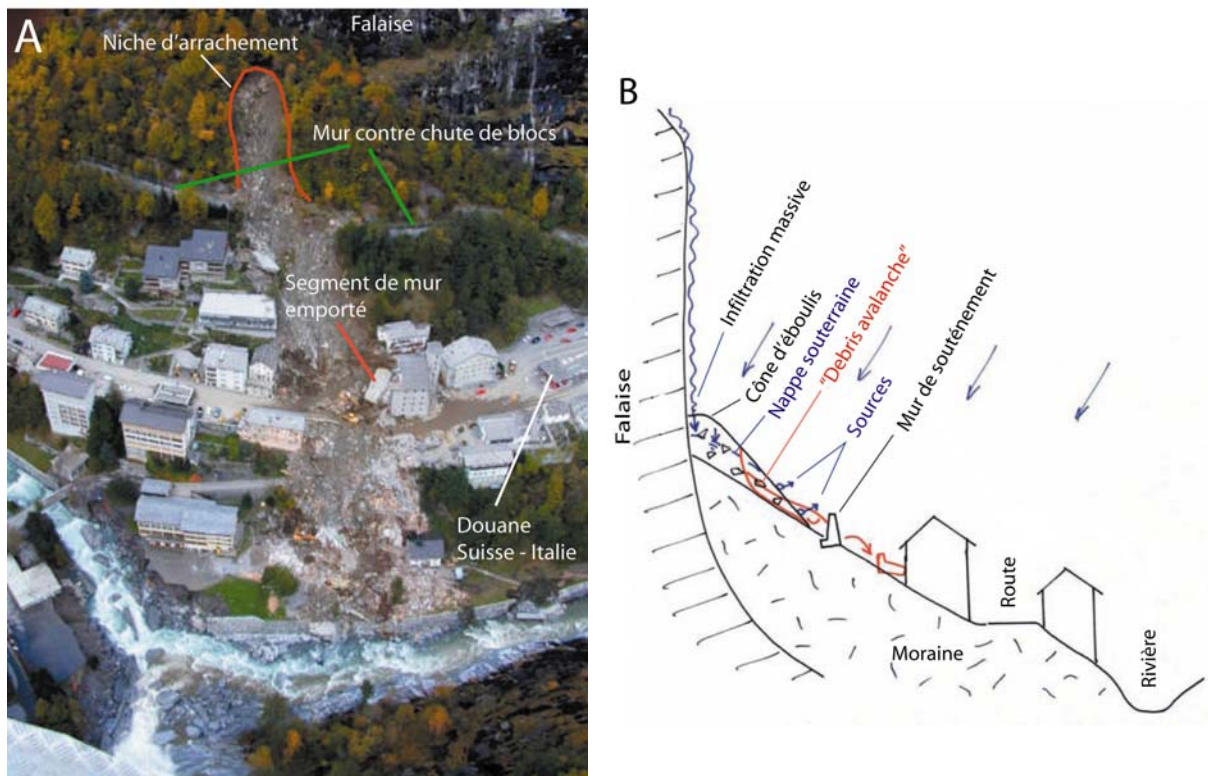 A
Falaise
Niche d'arrachement
Mur contre chute de blocs
Segment de mur
emporté
Douane
Suisse - Italie
B
Falaise
Infiltration massive
Cône d'éboulis
Nappe souterraine
"Debris avalanche"
Sources
Mur de souténement
Moraine
Route
Rivière